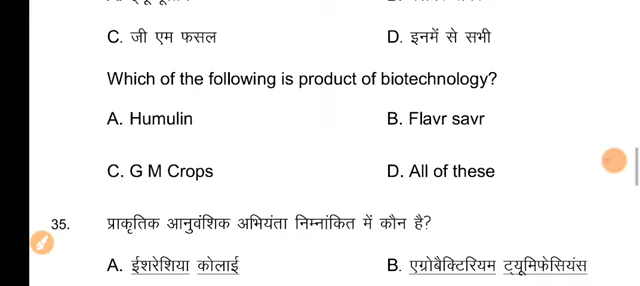 C. जी एम फसल D. इनमें से सभी
Which of the following is product of biotechnology?
A. Humulin B. Flavr savr
C. G M Crops D. All of these
35. प्राकृतिक आनुवंशिक अभियंता निम्नांकित में कौन है?
A. ईशरेशिया कोलाई B. एग्रोबैक्टिरियम ट्यूमिफेसियंस